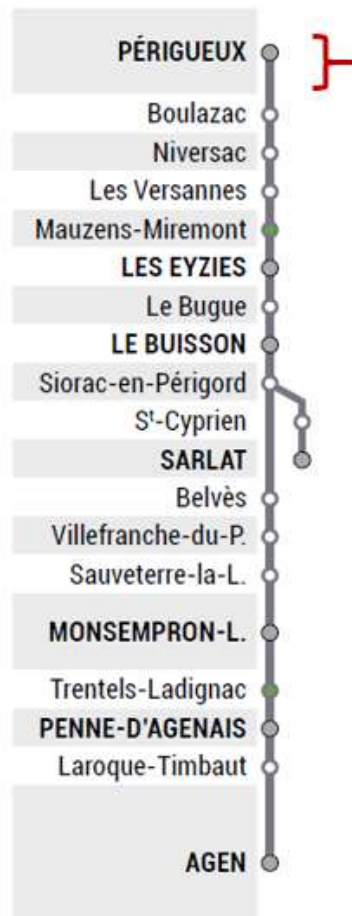 PÉRIGUEUX
Boulazac
Niversac
Les Versannes
Mauzens-Miremont
LES EYZIES
Le Bugue
LE BUISSON
Siorac-en-Périgord
Sᵗ-Cyprien
SARLAT
Belvès
Villefranche-du-P.
Sauveterre-la-L.
MONSEMPRON-L.
Trentels-Ladignac
PENNE-D'AGENAIS
Laroque-Timbaut
AGEN